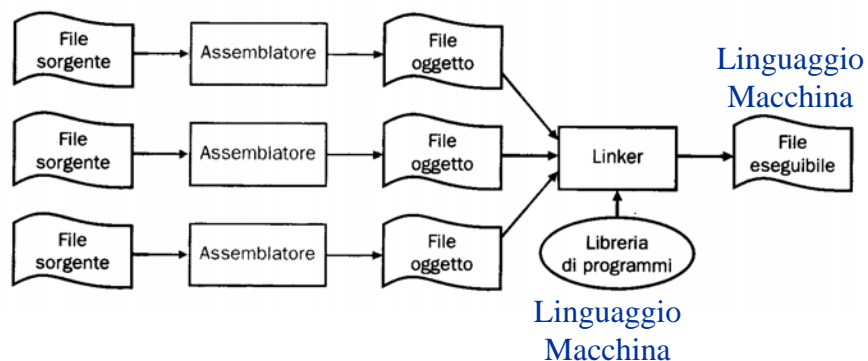 File
sorgente
Assemblatore
File
oggetto
Linguaggio
Macchina
File
sorgente
Assemblatore
File
oggetto
Linker
File
eseguibile
File
sorgente
Assemblatore
File
oggetto
Libreria
di programmi
Linguaggio
Macchina